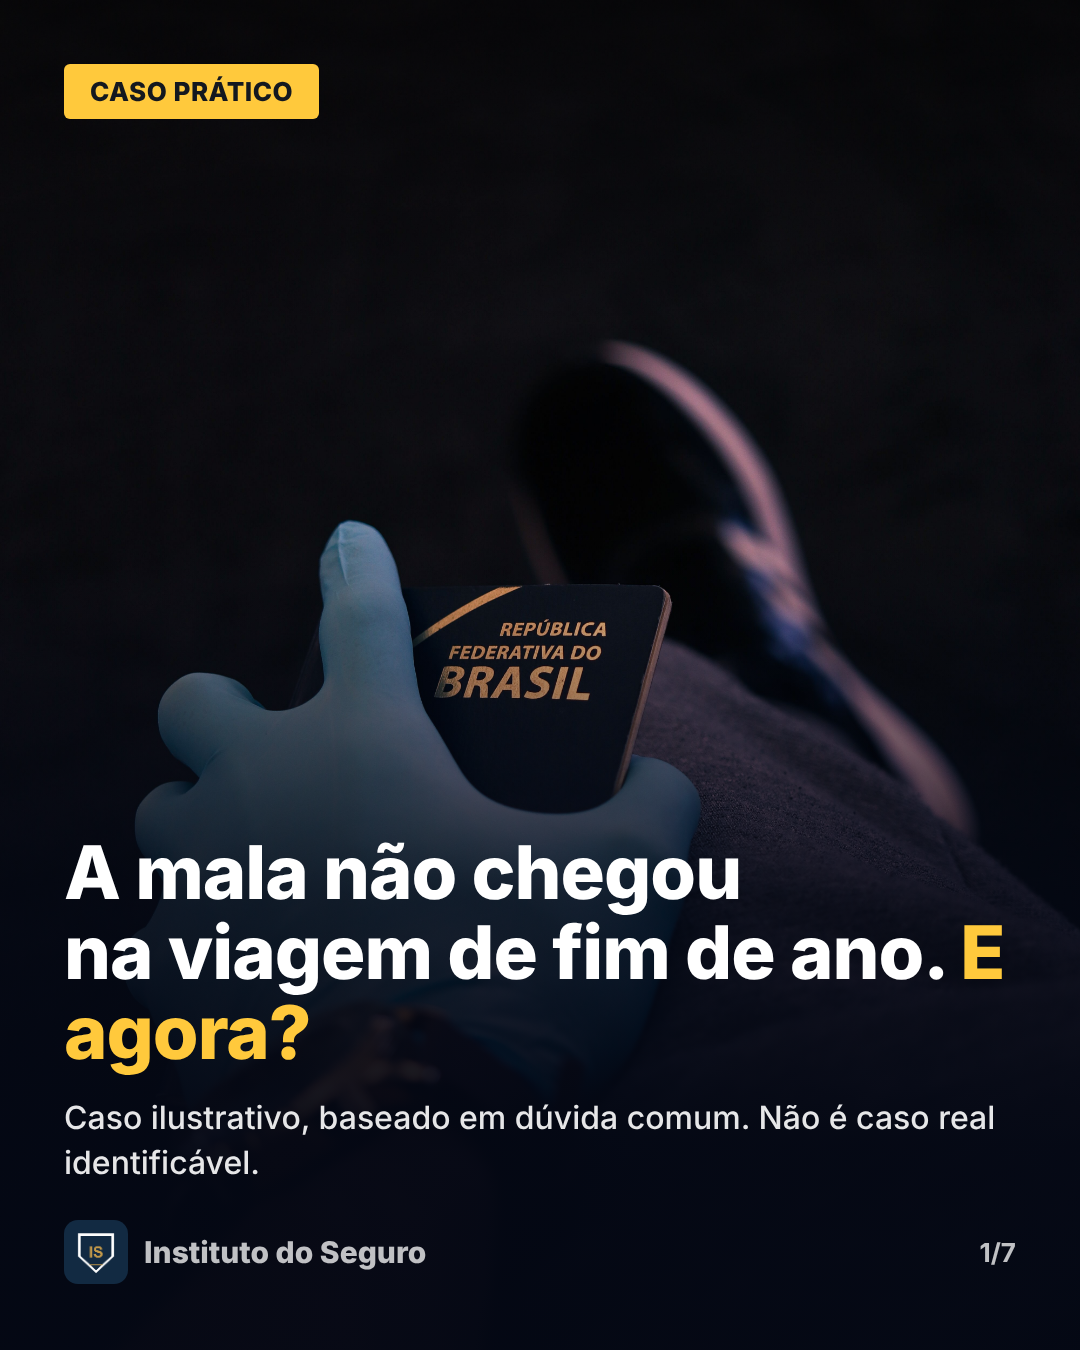 CASO PRÁTICO
REPÚBLICA
FEDERATIVA DO
BRASIL
A mala não chegou
na viagem de fim de ano. E
agora?
Caso ilustrativo, baseado em dúvida comum. Não é caso real
identificável.
IS
Instituto do Seguro
1/7